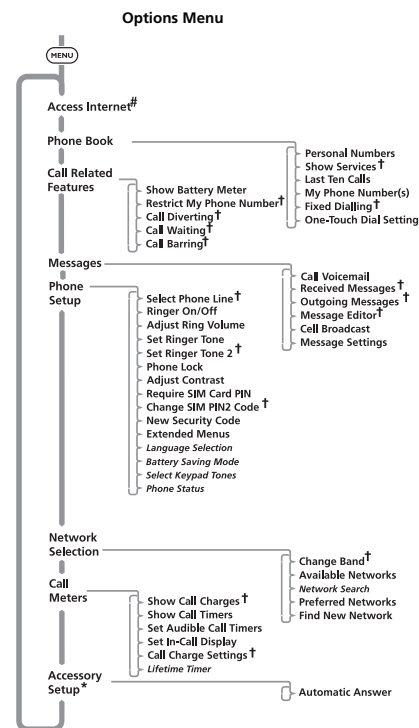 Options Menu
MENU
Access Internet#
Phone Book
Personal Numbers
Show Services†
Last Ten Calls
My Phone Number(s)
Fixed Dialling†
One-Touch Dial Setting
Call Related
Features
Show Battery Meter
Restrict My Phone Number†
Call Diverting†
Call Waiting†
Call Barring†
Messages
Call Voicemail
Received Messages†
Outgoing Messages†
Message Editor†
Cell Broadcast
Message Settings
Phone
Setup
Select Phone Line†
Ringer On/Off
Adjust Ring Volume
Set Ringer Tone
Set Ringer Tone 2†
Phone Lock
Adjust Contrast
Require SIM Card PIN
Change SIM PIN2 Code†
New Security Code
Extended Menus
Language Selection
Battery Saving Mode
Select Keypad Tones
Phone Status
Network
Selection
Change Band†
Available Networks
Network Search
Preferred Networks
Find New Network
Call
Meters
Show Call Charges†
Show Call Timers
Set Audible Call Timers
Set In-Call Display
Call Charge Settings†
Lifetime Timer
Accessory
Setup*
Automatic Answer